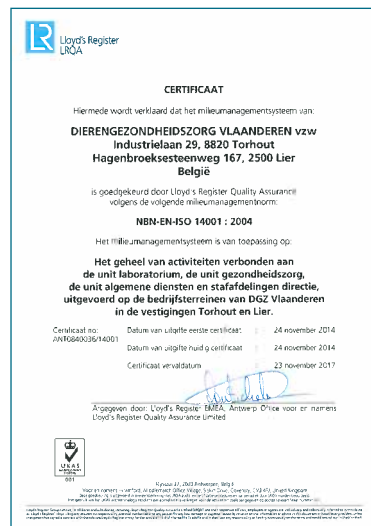 Lloyd's Register
LRQA
CERTIFICAAT
Hiermede wordt verklaard dat het milieumanagementsysteem van:
DIERENGEZONDHEIDSZORG VLAANDEREN vzw
Industrielaan 29, 8820 Torhout
Hagenbroeksesteenweg 167, 2500 Lier
België
is goedgekeurd door Lloyd's Register Quality Assurance
volgens de volgende milieumanagementnorm:
NBN-EN-ISO 14001 : 2004
Het milieumanagementsysteem is van toepassing op:
Het geheel van activiteiten verbonden aan
de unit laboratorium, de unit gezondheidszorg,
de unit algemene diensten en stafafdelingen directie,
uitgevoerd op de bedrijfsterreinen van DGZ Vlaanderen
in de vestigingen Torhout en Lier.
Certificaat no: Datum van uitgifte eerste certificaat : 24 november 2014
ANT0840036/14001
Datum van uitgifte huidig certificaat : 24 november 2014
Certificaat vervaldatum : 23 november 2017
Afgegeven door: Lloyd's Register EMEA, Antwerp Office voor en namens
Lloyd's Register Quality Assurance Limited
UKAS
001